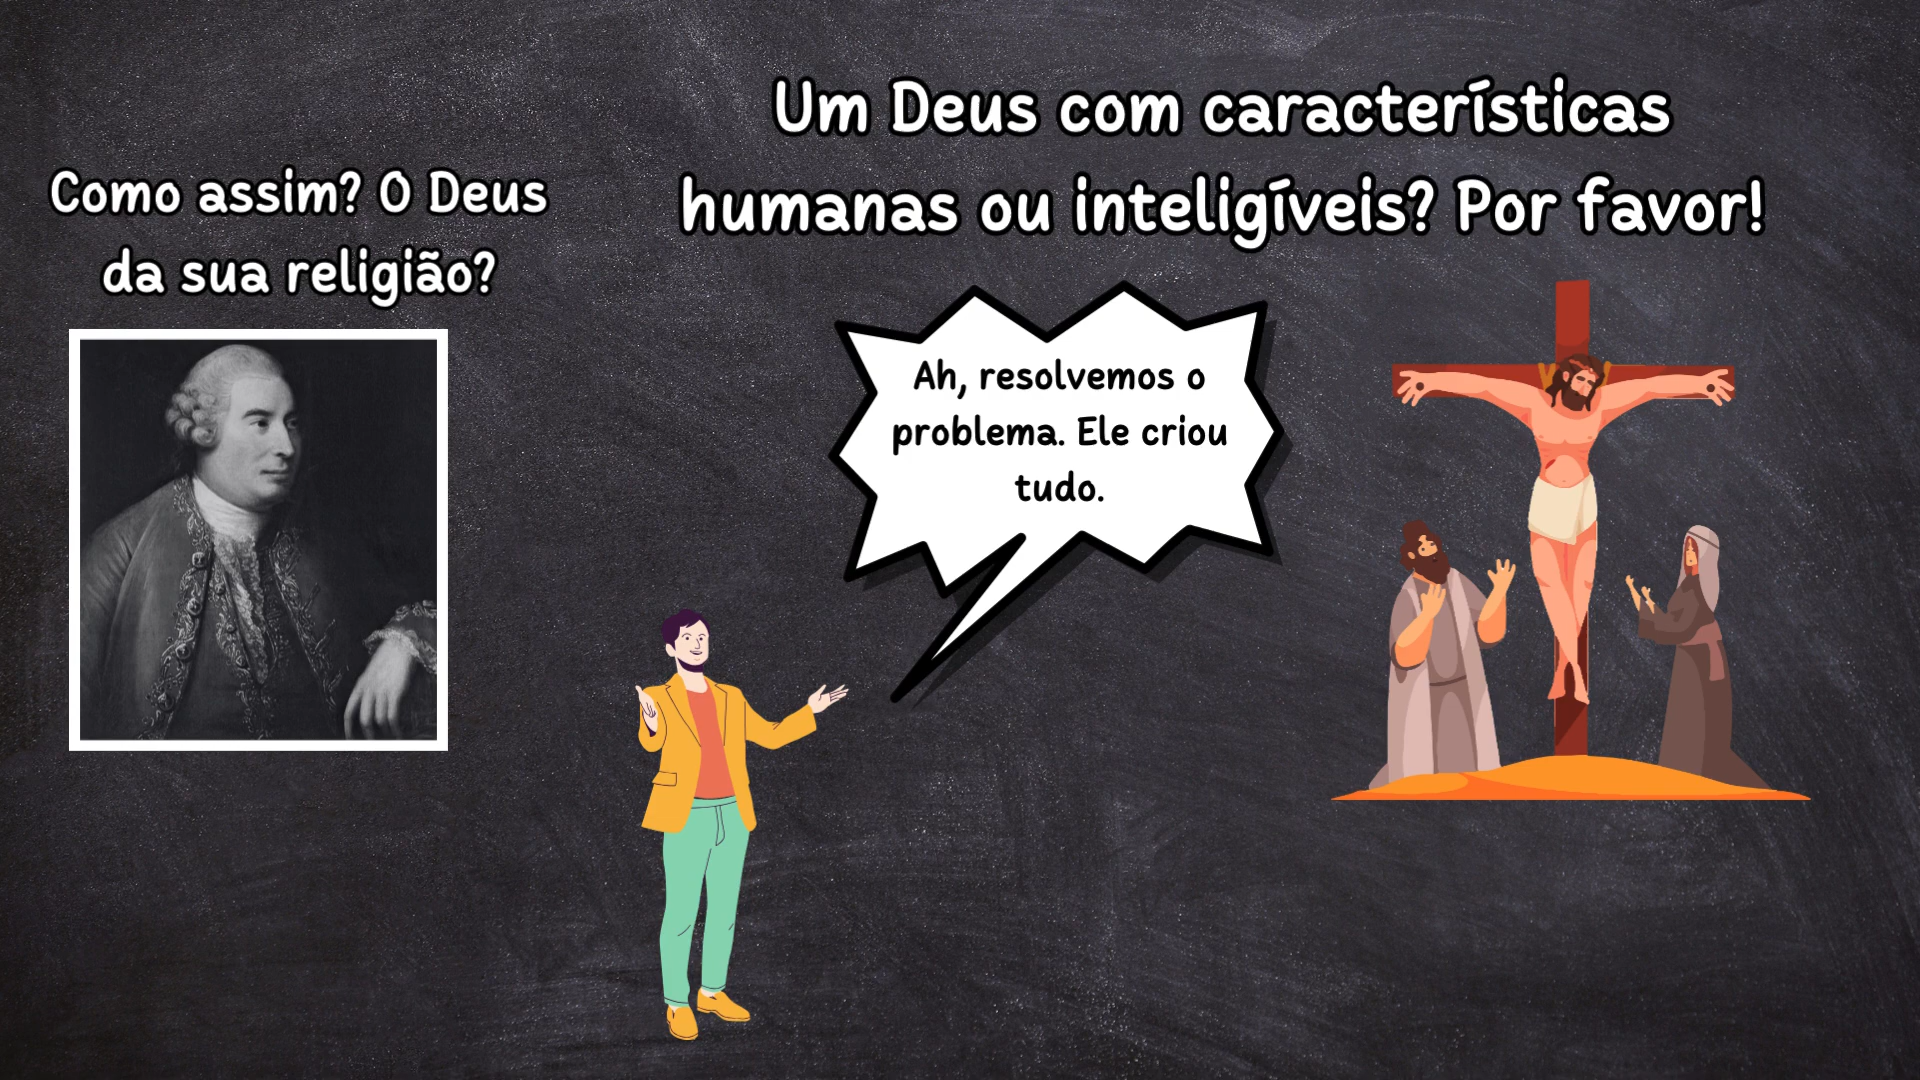 Como assim? O Deus
da sua religião?
Um Deus com características
humanas ou inteligíveis? Por favor!
Ah, resolvemos o
problema. Ele criou
tudo.